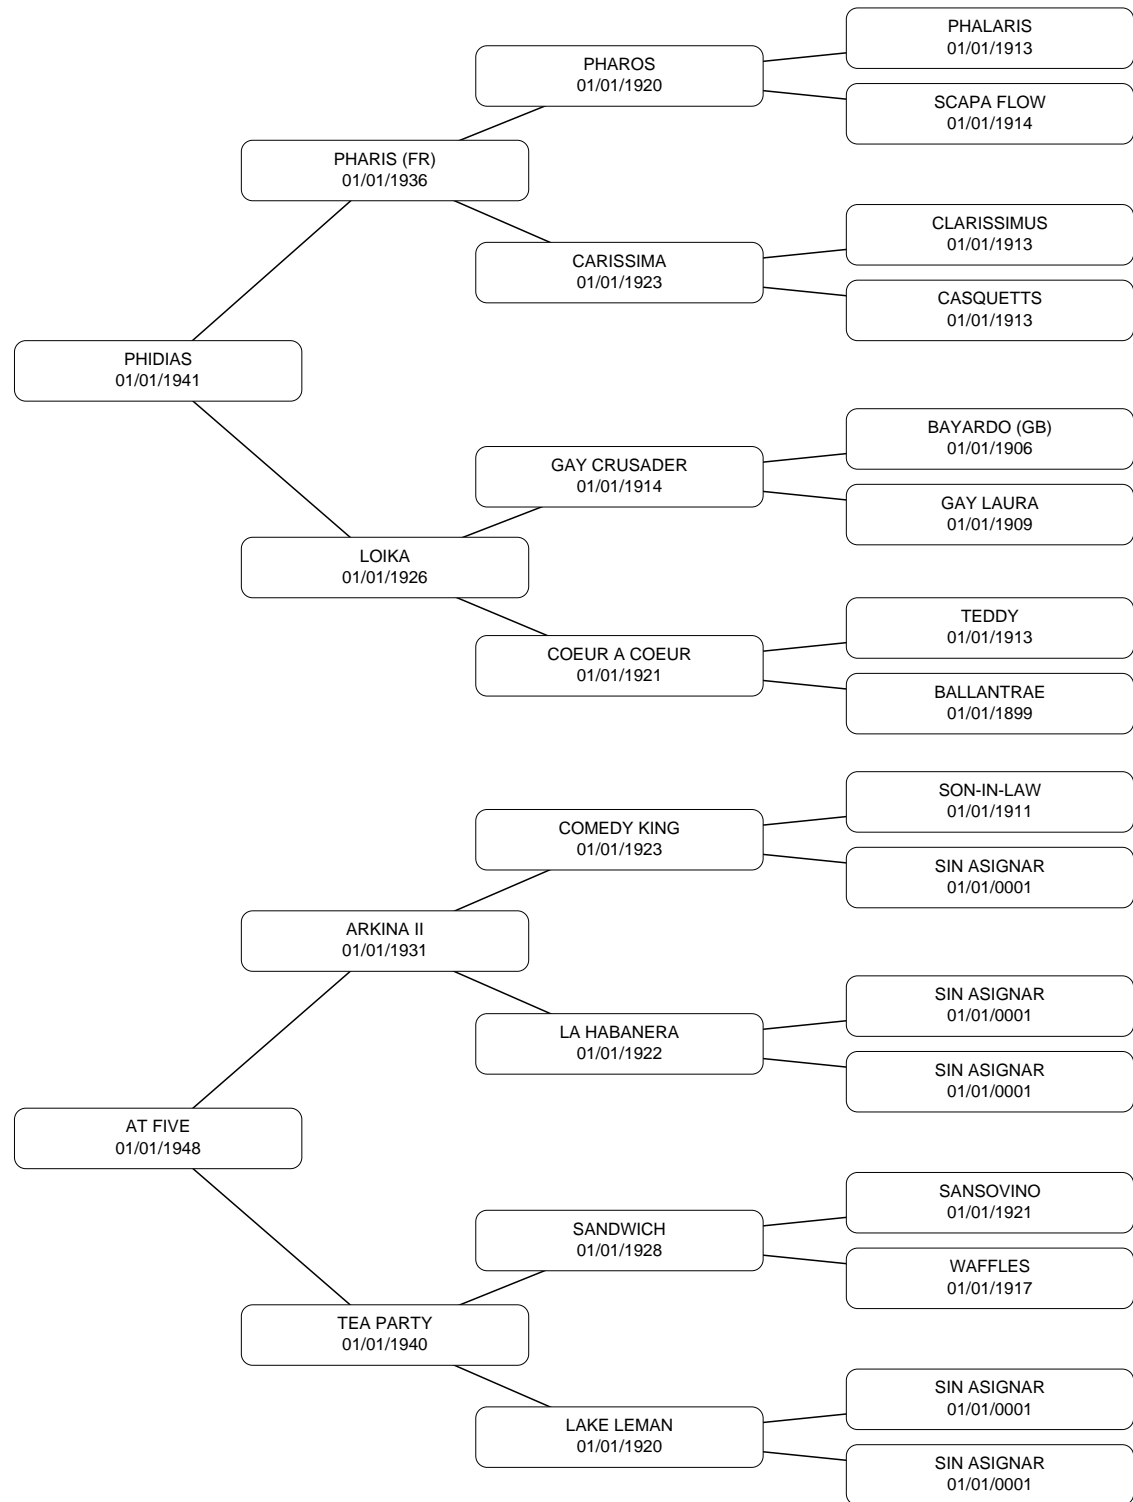 PHALARIS
01/01/1913
PHAROS
01/01/1920
SCAPA FLOW
01/01/1914
PHARIS (FR)
01/01/1936
CLARISSIMUS
01/01/1913
CARISSIMA
01/01/1923
CASQUETTS
01/01/1913
PHIDIAS
01/01/1941
BAYARDO (GB)
01/01/1906
GAY CRUSADER
01/01/1914
GAY LAURA
01/01/1909
LOIKA
01/01/1926
TEDDY
01/01/1913
COEUR A COEUR
01/01/1921
BALLANTRAE
01/01/1899
SON-IN-LAW
01/01/1911
COMEDY KING
01/01/1923
SIN ASIGNAR
01/01/0001
ARKINA II
01/01/1931
SIN ASIGNAR
01/01/0001
LA HABANERA
01/01/1922
SIN ASIGNAR
01/01/0001
AT FIVE
01/01/1948
SANSOVINO
01/01/1921
SANDWICH
01/01/1928
WAFFLES
01/01/1917
TEA PARTY
01/01/1940
SIN ASIGNAR
01/01/0001
LAKE LEMAN
01/01/1920
SIN ASIGNAR
01/01/0001